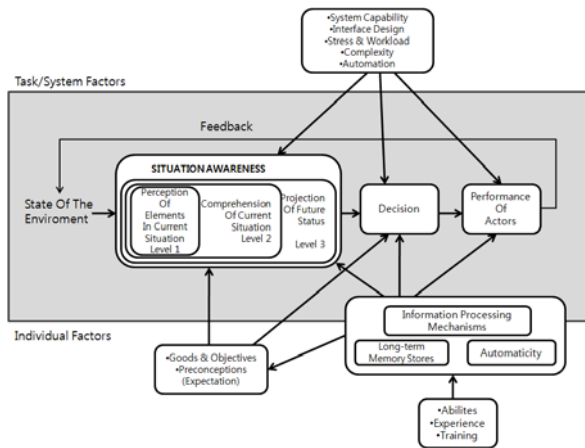 •System Capability
•Interface Design
•Stress & Workload
•Complexity
•Automation
Task/System Factors
Feedback
SITUATION AWARENESS
State Of The
Enviroment
Perception
Of
Elements
In Current
Situation
Level 1
Comprehension
Of Current
Situation
Level 2
Projection
Of Future
Status
Level 3
Decision
Performance
Of
Actors
Individual Factors
•Goods & Objectives
•Preconceptions
(Expectation)
Information Processing
Mechanisms
Long-term
Memory Stores
Automaticity
•Abilites
•Experience
•Training